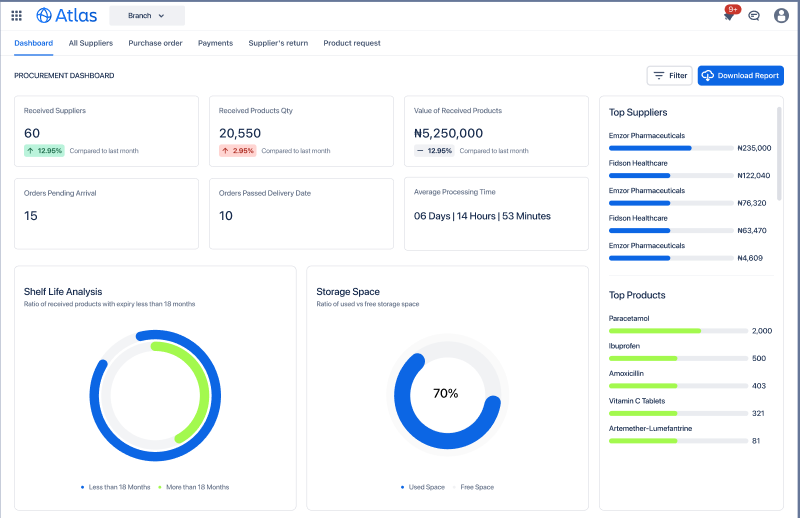 Atlas
Branch
9+
Dashboard
All Suppliers
Purchase order
Payments
Supplier's return
Product request
PROCUREMENT DASHBOARD
Filter
Download Report
Received Suppliers
60
12.95%
Compared to last month
Received Products Qty
20,550
2.95%
Compared to last month
Value of Received Products
₦5,250,000
12.95%
Compared to last month
Orders Pending Arrival
15
Orders Passed Delivery Date
10
Average Processing Time
06 Days | 14 Hours | 53 Minutes
Top Suppliers
Emzor Pharmaceuticals
₦235,000
Fidson Healthcare
₦122,040
Emzor Pharmaceuticals
₦76,320
Fidson Healthcare
₦63,470
Emzor Pharmaceuticals
₦4,609
Shelf Life Analysis
Ratio of received products with expiry less than 18 months
Less than 18 Months
More than 18 Months
Storage Space
Ratio of used vs free storage space
70%
Used Space
Free Space
Top Products
Paracetamol
2,000
Ibuprofen
500
Amoxicillin
403
Vitamin C Tablets
321
Artemether-Lumefantrine
81